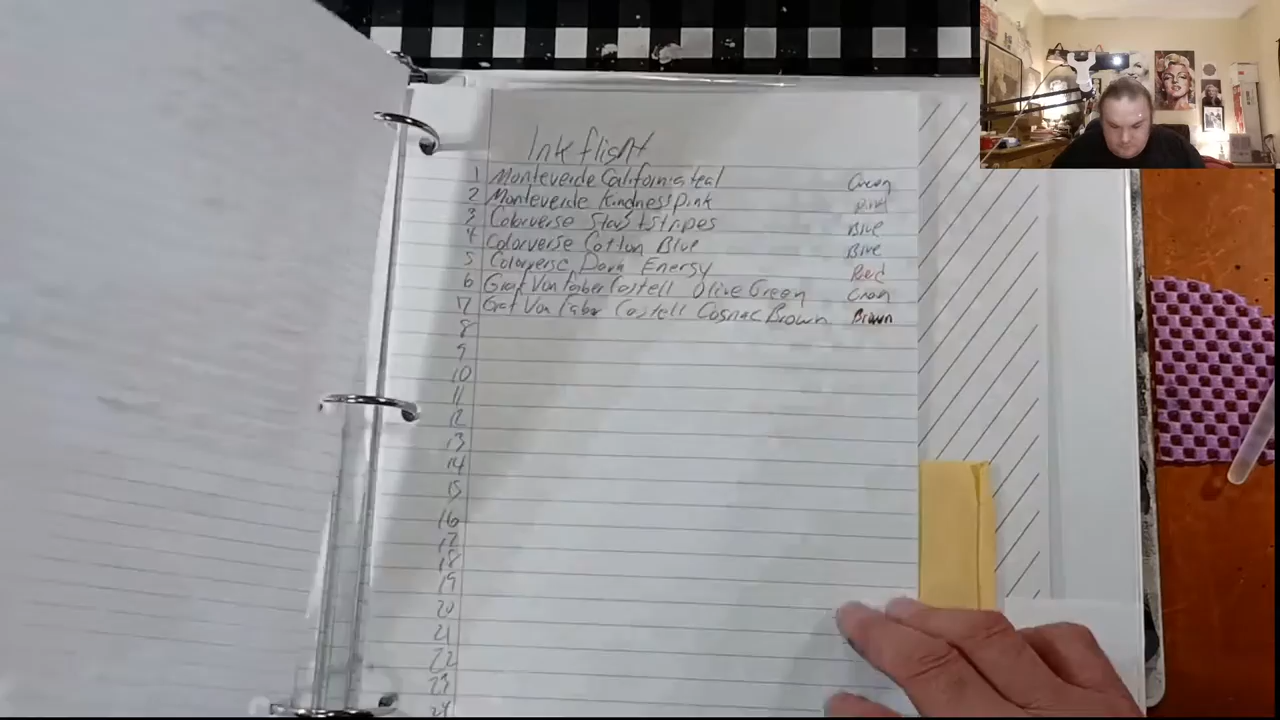 Ink flight
1 Monteverde California teal Green
2 Monteverde Kindness Pink Pink
3 Colorverse Stars + Stripes Blue
4 Colorverse Cotton Blue Blue
5 Colorverse Dark Energy Red
6 Graf Von Faber Castell Olive Green Green
7 Graf Von Faber Castell Cognac Brown Brown
8
9
10
11
12
13
14
15
16
17
18
19
20
21
22
23
24